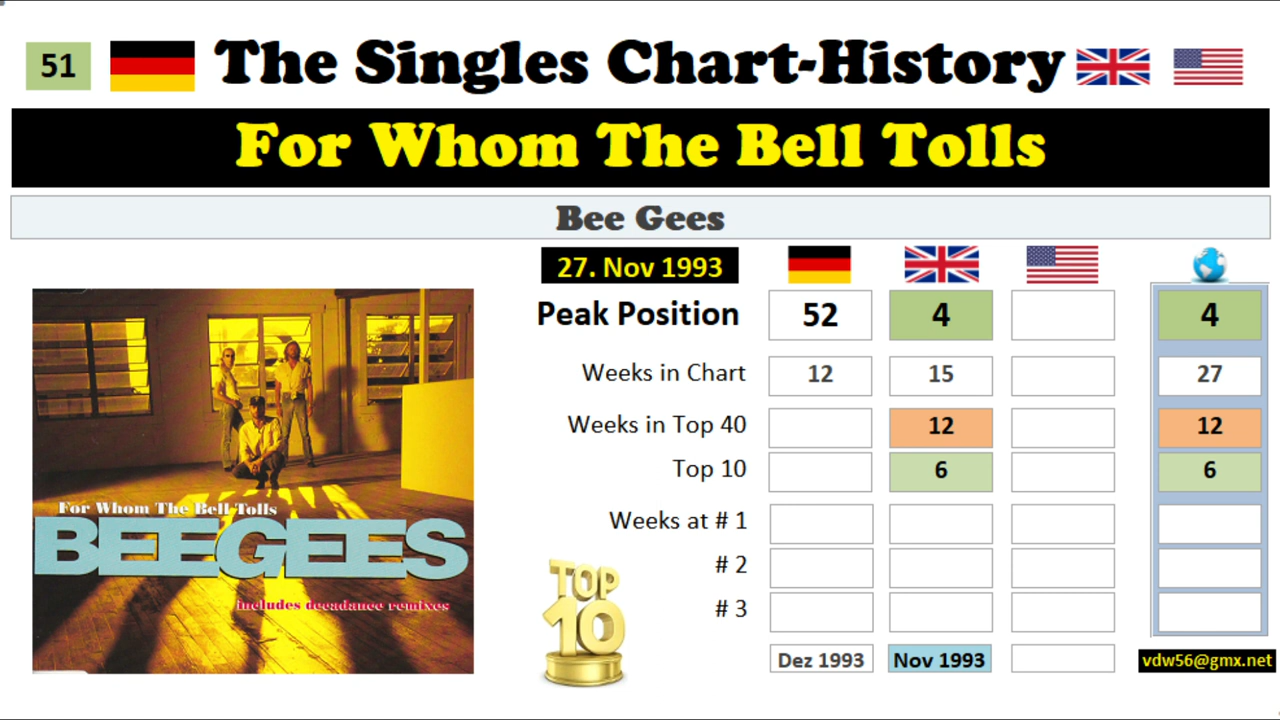 51 The Singles Chart-History
For Whom The Bell Tolls
Bee Gees
27. Nov 1993
Peak Position 52 4 4
Weeks in Chart 12 15 27
Weeks in Top 40 12 12
Top 10 6 6
Weeks at # 1
# 2
# 3
Dez 1993 Nov 1993
vdw56@gmx.net
For Whom The Bell Tolls
BEEGEES
includes decadance remixes
TOP
10